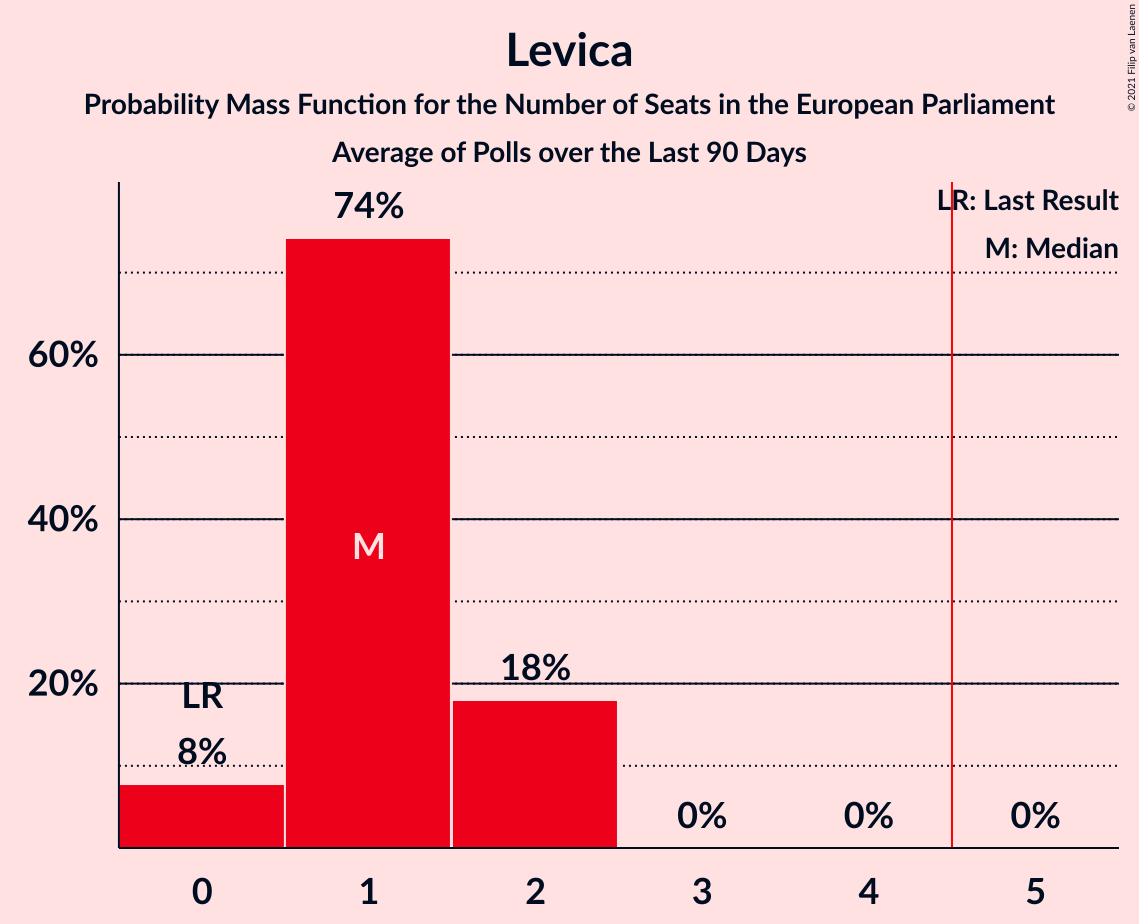 Levica
Probability Mass Function for the Number of Seats in the European Parliament
Average of Polls over the Last 90 Days
© 2021 Filip van Laenen
LR: Last Result
M: Median
74%
60%
M
40%
18%
20%
LR
8%
0%
0%
0%
0
1
2
3
4
5